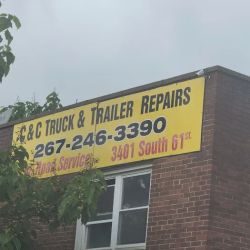 C & C TRUCK & TRAILER REPAIRS
267-246-3390
Road Service 3401 South 61st